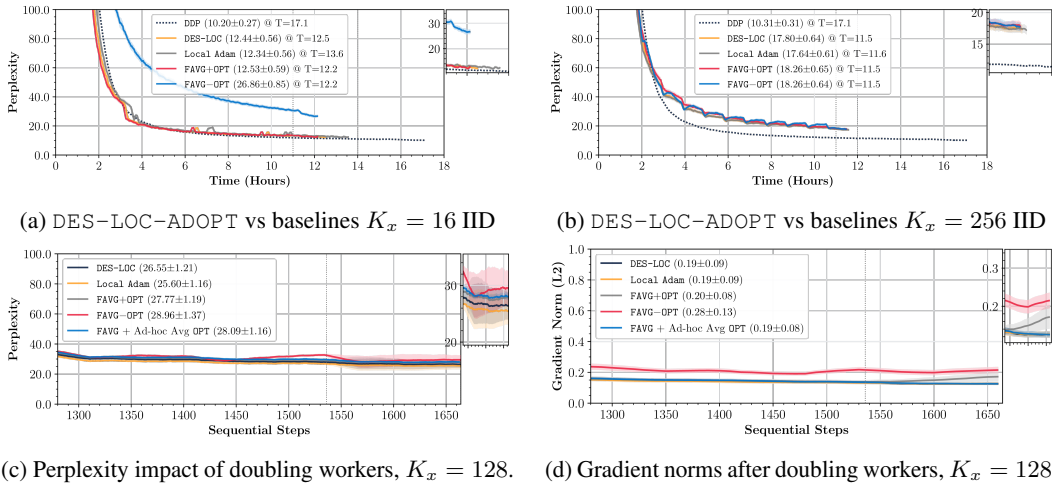 100.0
80.0
60.0
40.0
20.0
0.0
Perplexity
DDP (10.20±0.27) @ T=17.1
DES-LOC (12.44±0.56) @ T=12.5
Local Adam (12.34±0.56) @ T=13.6
FAVG+OPT (12.53±0.59) @ T=12.2
FAVG−OPT (26.86±0.85) @ T=12.2
30
20
0 2 4 6 8 10 12 14 16 18
Time (Hours)
(a) DES-LOC-ADOPT vs baselines K_x = 16 IID
100.0
80.0
60.0
40.0
20.0
0.0
Perplexity
DDP (10.31±0.31) @ T=17.1
DES-LOC (17.80±0.64) @ T=11.5
Local Adam (17.64±0.61) @ T=11.6
FAVG+OPT (18.26±0.65) @ T=11.5
FAVG−OPT (18.26±0.64) @ T=11.5
15
0 2 4 6 8 10 12 14 16 18
Time (Hours)
(b) DES-LOC-ADOPT vs baselines K_x = 256 IID
100.0
80.0
60.0
40.0
20.0
0.0
Perplexity
DES-LOC (26.55±1.21)
Local Adam (25.60±1.16)
FAVG+OPT (27.77±1.19)
FAVG−OPT (28.96±1.37)
FAVG + Ad-hoc Avg OPT (28.09±1.16)
30
20
1300 1350 1400 1450 1500 1550 1600 1650
Sequential Steps
(c) Perplexity impact of doubling workers, K_x = 128.
1.0
0.8
0.6
0.4
0.2
0.0
Gradient Norm (L2)
DES-LOC (0.19±0.09)
Local Adam (0.19±0.09)
FAVG+OPT (0.20±0.08)
FAVG−OPT (0.28±0.13)
FAVG + Ad-hoc Avg OPT (0.19±0.08)
0.3
0.2
1300 1350 1400 1450 1500 1550 1600 1650
Sequential Steps
(d) Gradient norms after doubling workers, K_x = 128